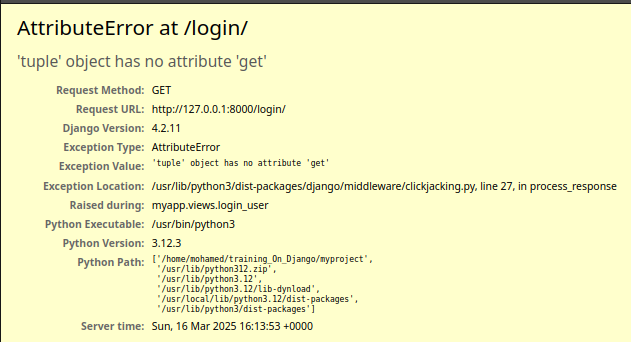 AttributeError at /login/
'tuple' object has no attribute 'get'
Request Method: GET
Request URL: http://127.0.0.1:8000/login/
Django Version: 4.2.11
Exception Type: AttributeError
Exception Value: 'tuple' object has no attribute 'get'
Exception Location: /usr/lib/python3/dist-packages/django/middleware/clickjacking.py, line 27, in process_response
Raised during: myapp.views.login_user
Python Executable: /usr/bin/python3
Python Version: 3.12.3
Python Path: ['/home/mohamed/training_On_Django/myproject',
'/usr/lib/python312.zip',
'/usr/lib/python3.12',
'/usr/lib/python3.12/lib-dynload',
'/usr/local/lib/python3.12/dist-packages',
'/usr/lib/python3/dist-packages']
Server time: Sun, 16 Mar 2025 16:13:53 +0000